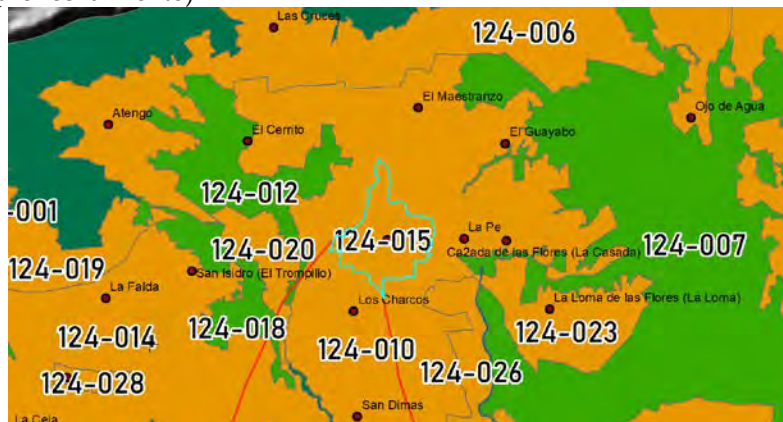 Las Cruces
124-006
El Maestranzo
Atengo
Ojo de Agua
El Cerrito
El Guayabo
124-012
-001
La Pe
124-020
124-015
Ca2ada de las Flores (La Casada)
124-007
124-019
San Isidro (El Trompillo)
La Falda
La Loma de las Flores (La Loma)
Los Charcos
124-018
124-010
124-023
124-014
124-026
124-028
San Dimas
La Ceja